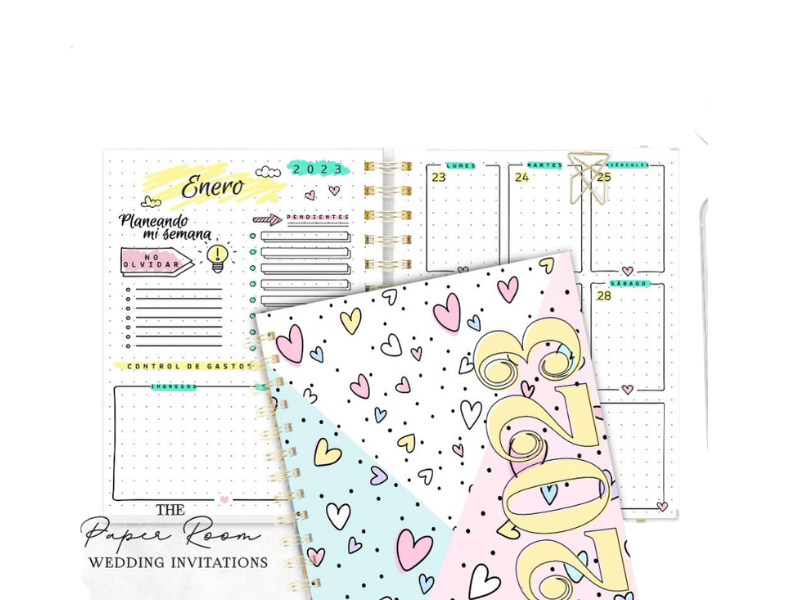 Enero
2023
Planeando
mi semana
NO
OLVIDAR
PENDIENTES
CONTROL DE GASTOS
INGRESOS
LUNES
23
MARTES
24
MIÉRCOLES
25
SÁBADO
28
2023
THE
Paper Room
WEDDING INVITATIONS